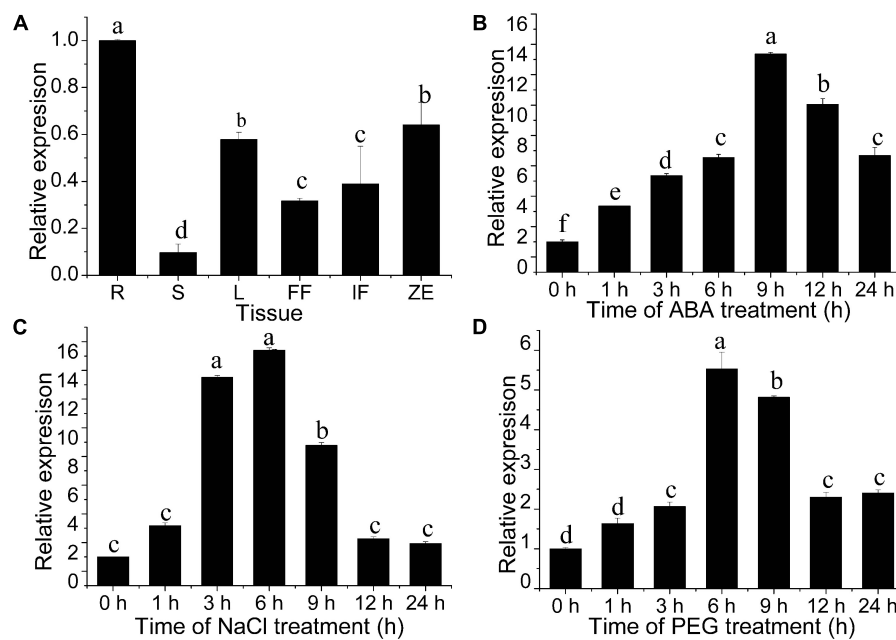 A
Relative expresison
1.0
0.8
0.6
0.4
0.2
0.0
a
d
b
c
c
b
R S L FF IF ZE
Tissue
B
Relative expresison
16
14
12
10
8
6
4
2
0
f
e
d
c
a
b
c
0 h 1 h 3 h 6 h 9 h 12 h 24 h
Time of ABA treatment (h)
C
Relative expresison
16
14
12
10
8
6
4
2
0
c
c
a
a
b
c
c
0 h 1 h 3 h 6 h 9 h 12 h 24 h
Time of NaCl treatment (h)
D
Relative expresison
6
5
4
3
2
1
0
d
d
c
a
b
c
c
0 h 1 h 3 h 6 h 9 h 12 h 24 h
Time of PEG treatment (h)